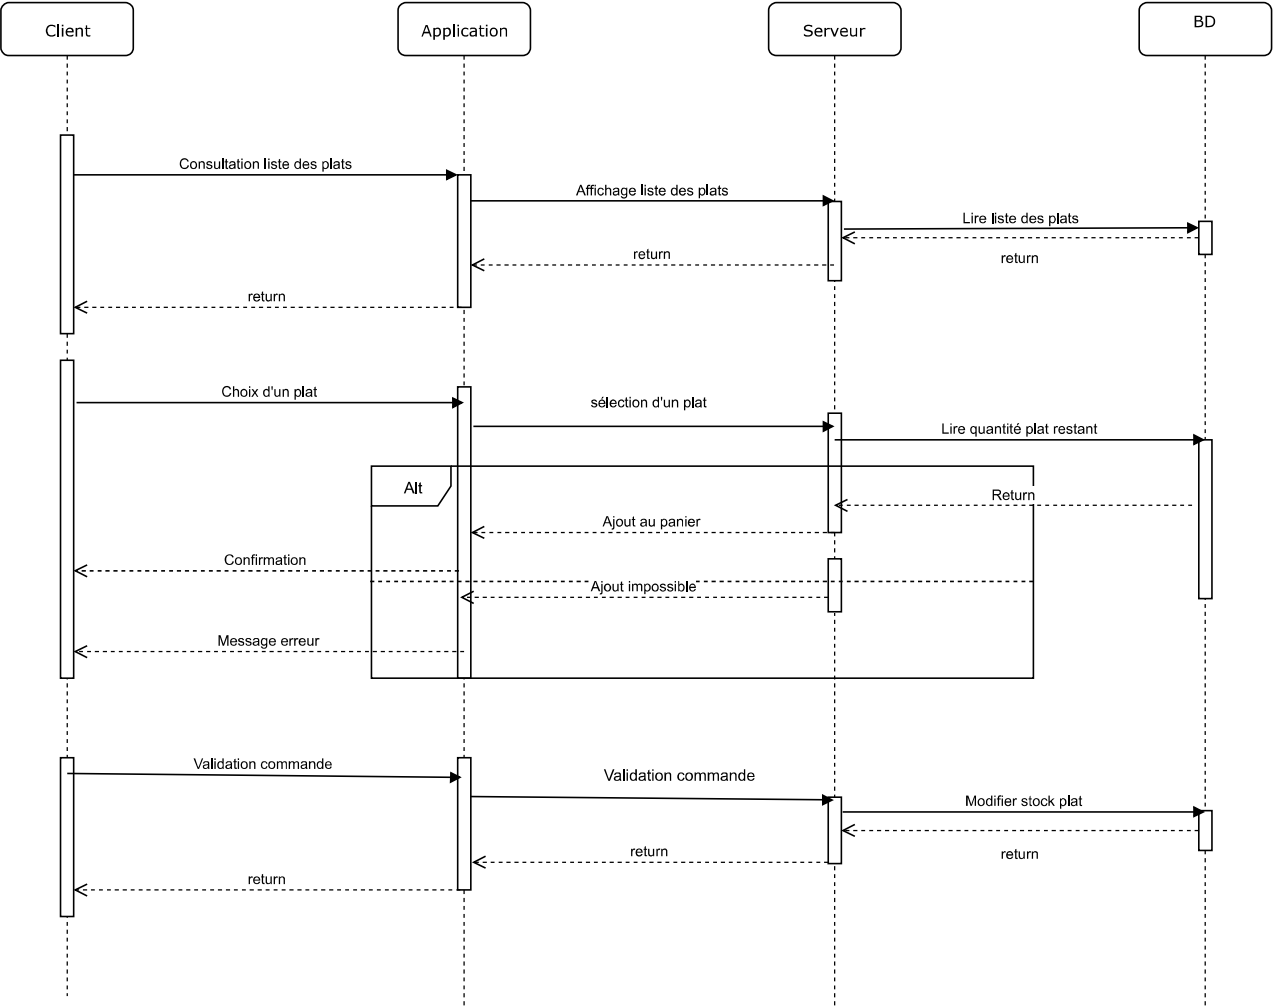 Client
Application
Serveur
BD
Consultation liste des plats
Affichage liste des plats
Lire liste des plats
return
return
return
Choix d'un plat
sélection d'un plat
Lire quantité plat restant
Alt
Return
Ajout au panier
Confirmation
Ajout impossible
Message erreur
Validation commande
Validation commande
Modifier stock plat
return
return
return